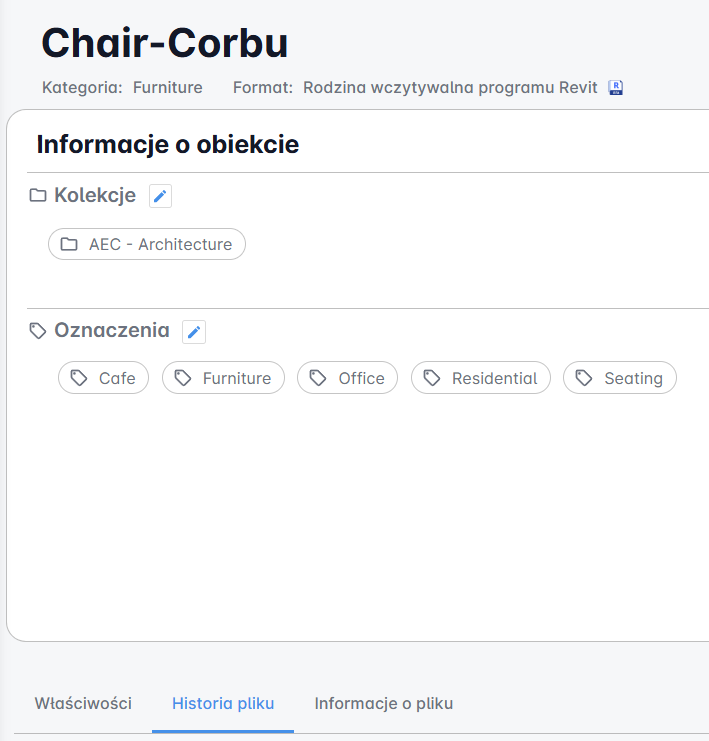 Chair-Corbu
Kategoria: Furniture Format: Rodzina wczytywalna programu Revit
Informacje o obiekcie
Kolekcje
AEC - Architecture
Oznaczenia
Cafe Furniture Office Residential Seating
Właściwości Historia pliku Informacje o pliku